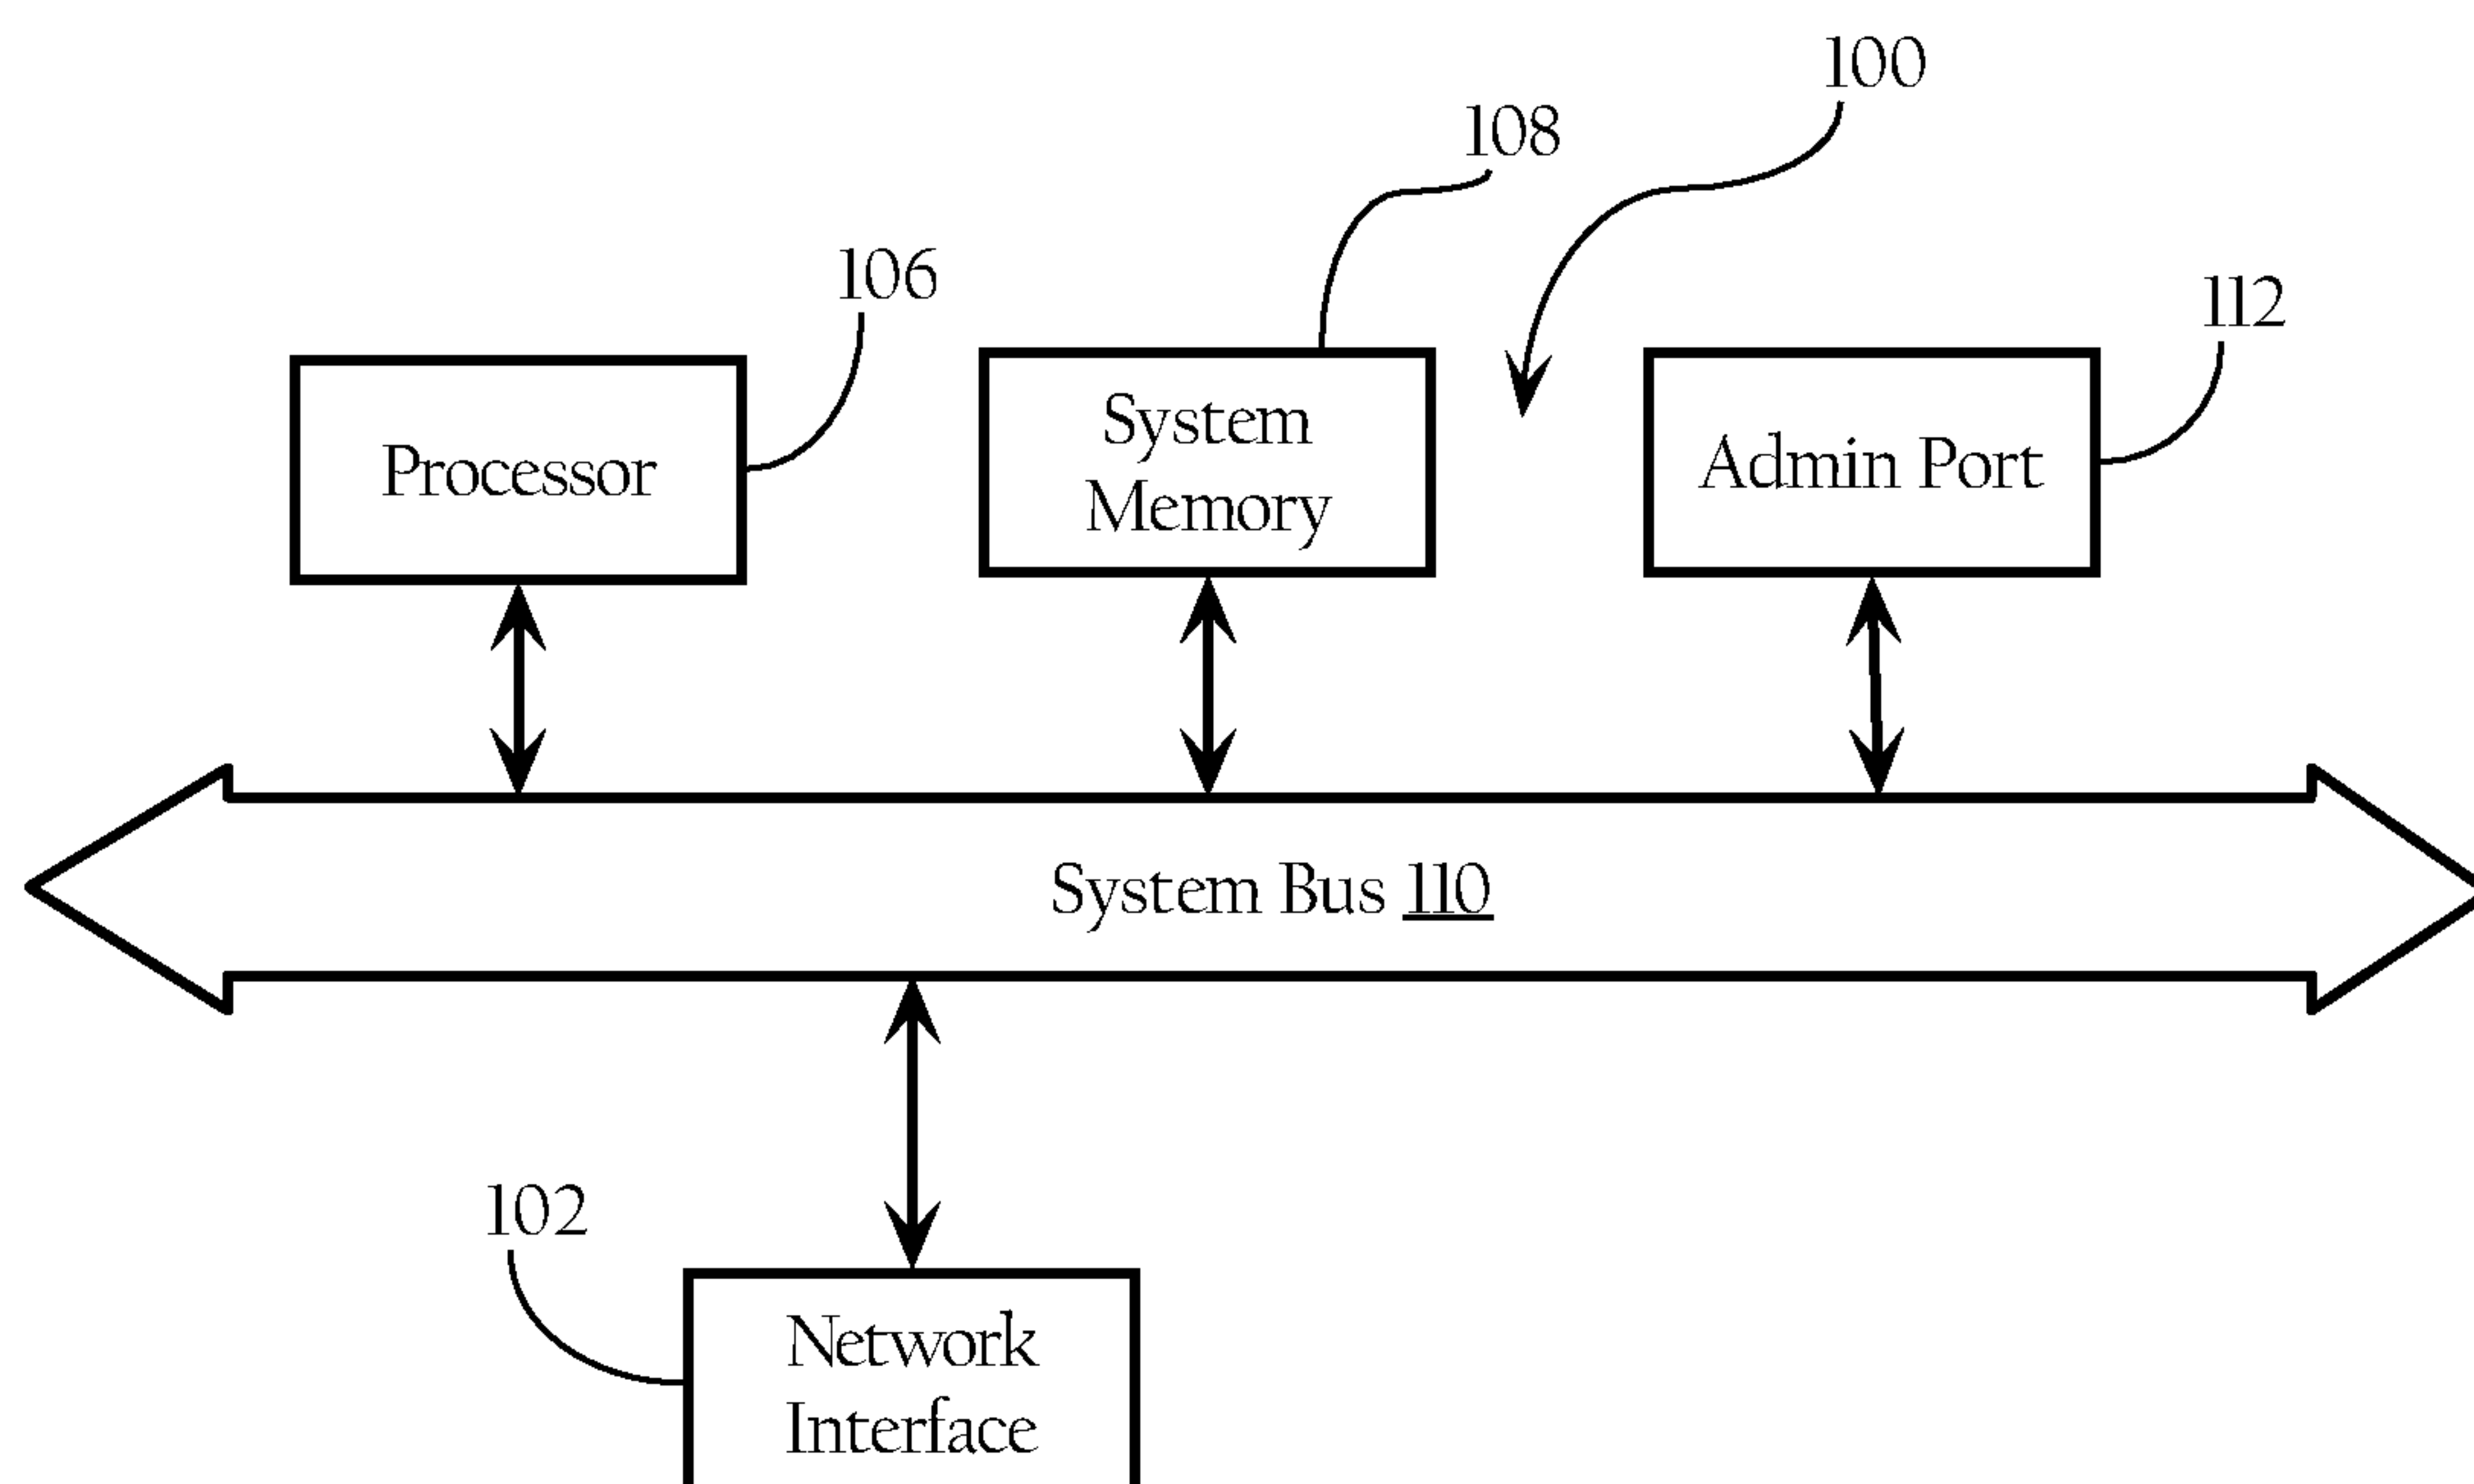 100
108
106
112
Processor
System
Memory
Admin Port
System Bus 110
102
Network
Interface